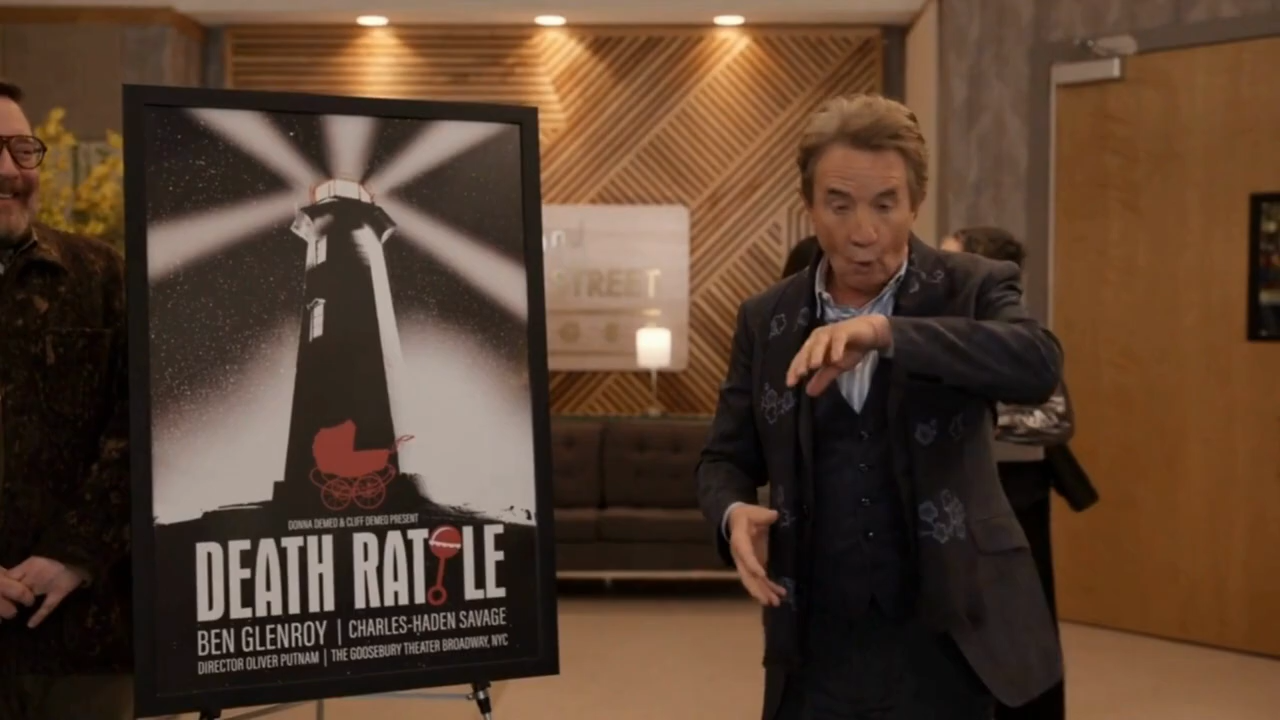 DONNA DEMEO & CLIFF DEMEO PRESENT
DEATH RATTLE
BEN GLENROY | CHARLES-HADEN SAVAGE
DIRECTOR OLIVER PUTNAM | THE GOOSEBURY THEATER BROADWAY, NYC
STREET